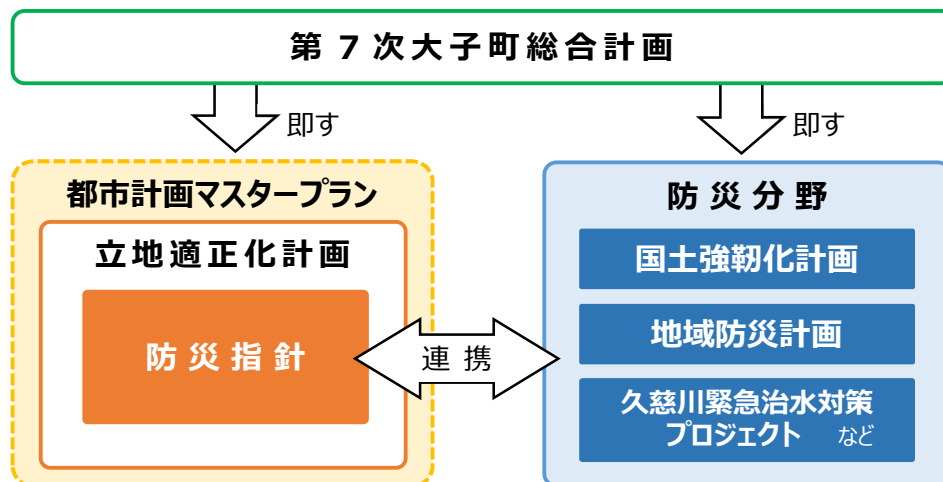 第７次大子町総合計画
即す
即す
都市計画マスタープラン
立地適正化計画
防災指針
連携
防災分野
国土強靭化計画
地域防災計画
久慈川緊急治水対策
プロジェクト など